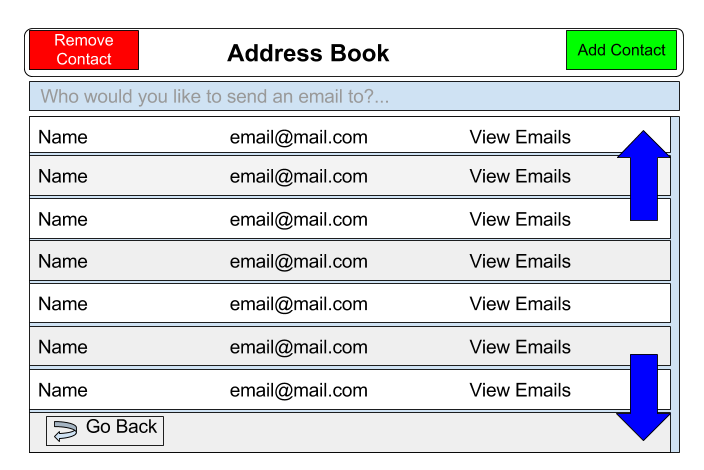 Remove
Contact
Address Book
Add Contact
Who would you like to send an email to?...
Name email@mail.com View Emails
Name email@mail.com View Emails
Name email@mail.com View Emails
Name email@mail.com View Emails
Name email@mail.com View Emails
Name email@mail.com View Emails
Name email@mail.com View Emails
Go Back